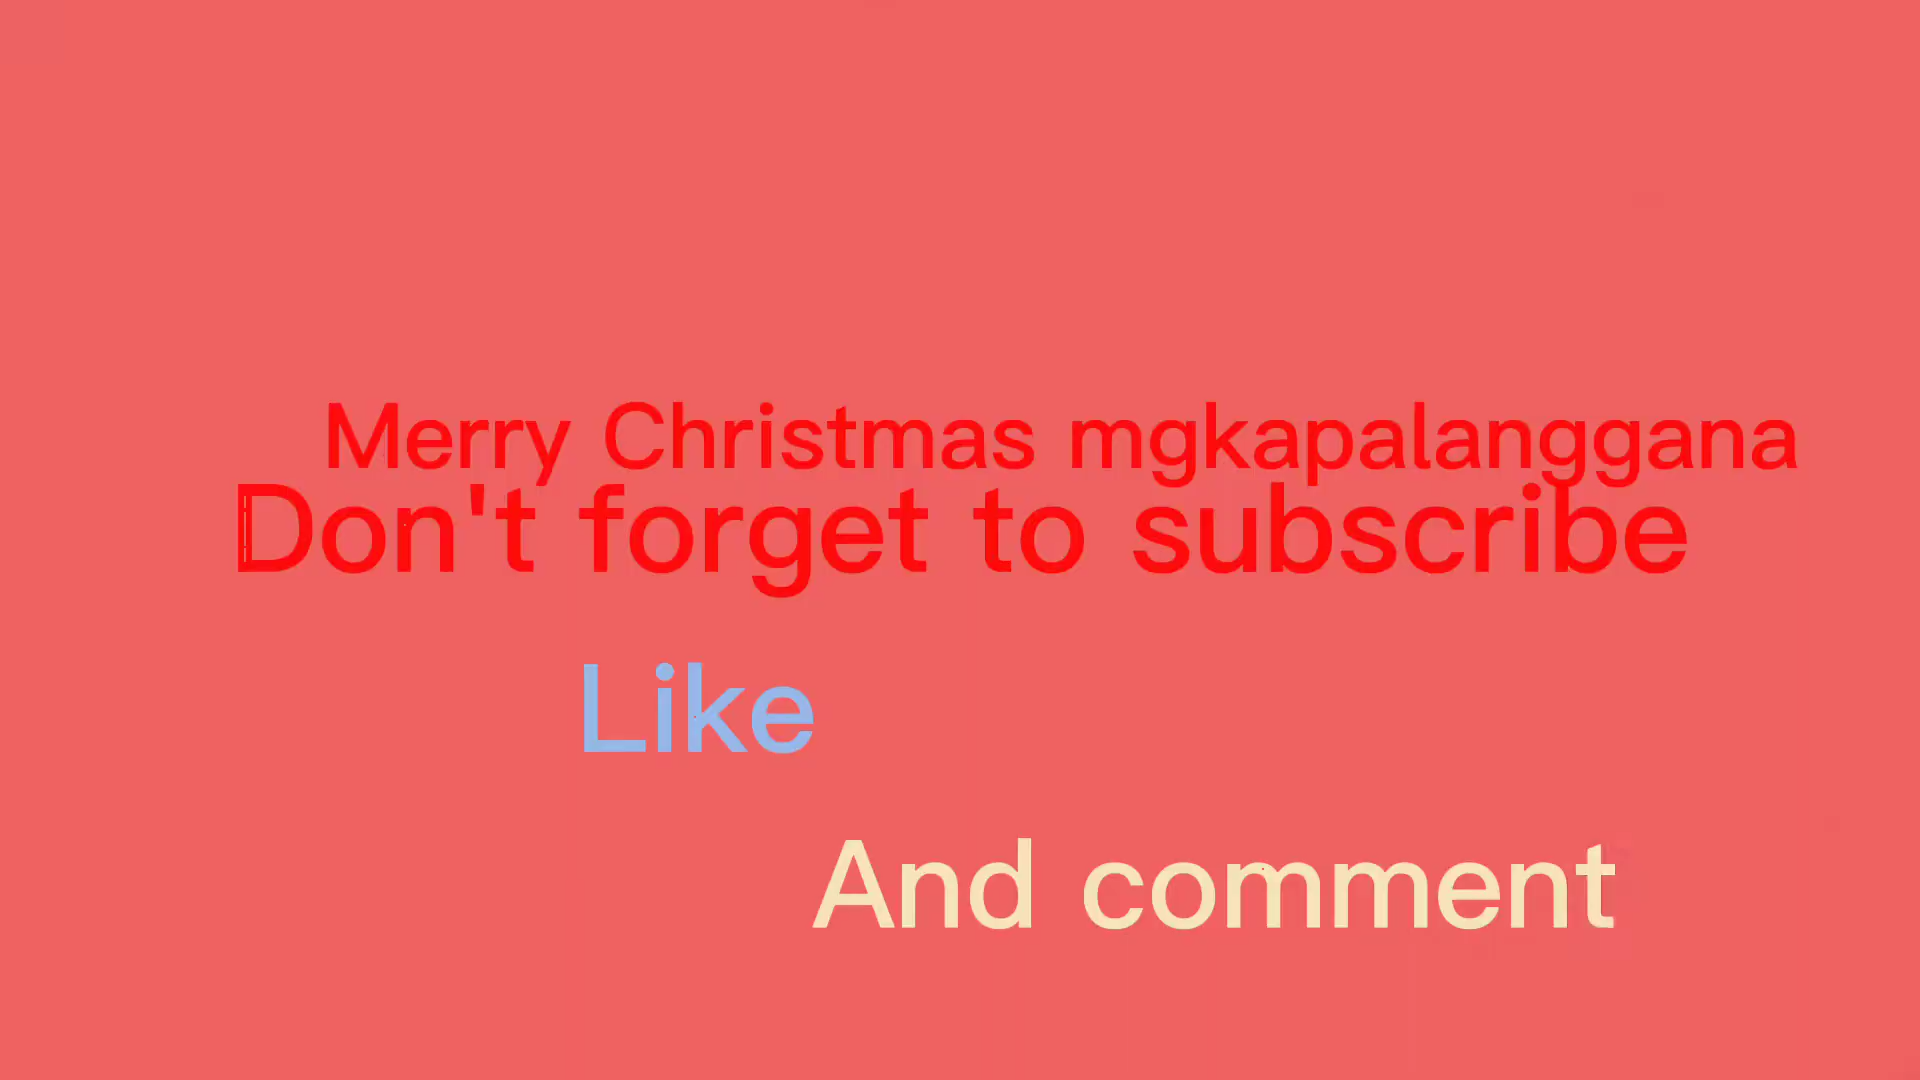 Merry Christmas mgkapalanggana
Don't forget to subscribe
Like
And comment